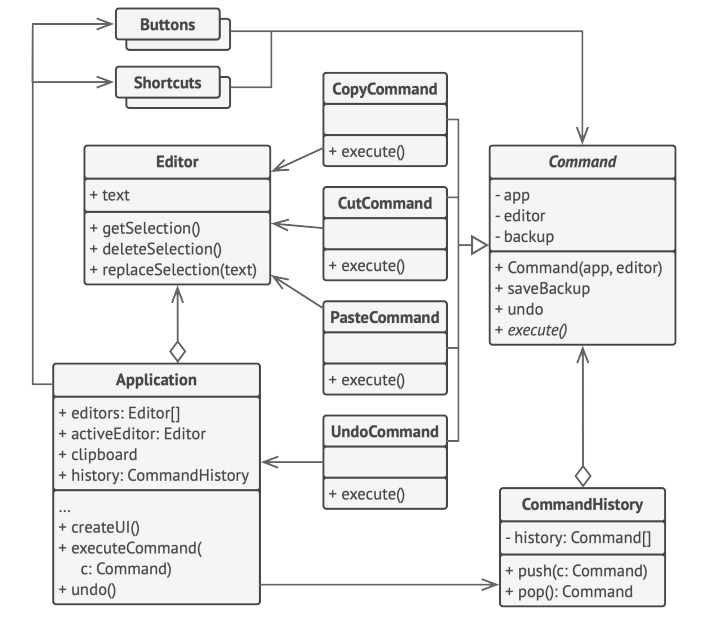 Buttons
Shortcuts
CopyCommand
+ execute()
Editor
+ text
+ getSelection()
+ deleteSelection()
+ replaceSelection(text)
CutCommand
+ execute()
Command
- app
- editor
- backup
+ Command(app, editor)
+ saveBackup
+ undo
+ execute()
PasteCommand
+ execute()
Application
+ editors: Editor[]
+ activeEditor: Editor
+ clipboard
+ history: CommandHistory
...
+ createUI()
+ executeCommand(
c: Command)
+ undo()
UndoCommand
+ execute()
CommandHistory
- history: Command[]
+ push(c: Command)
+ pop(): Command